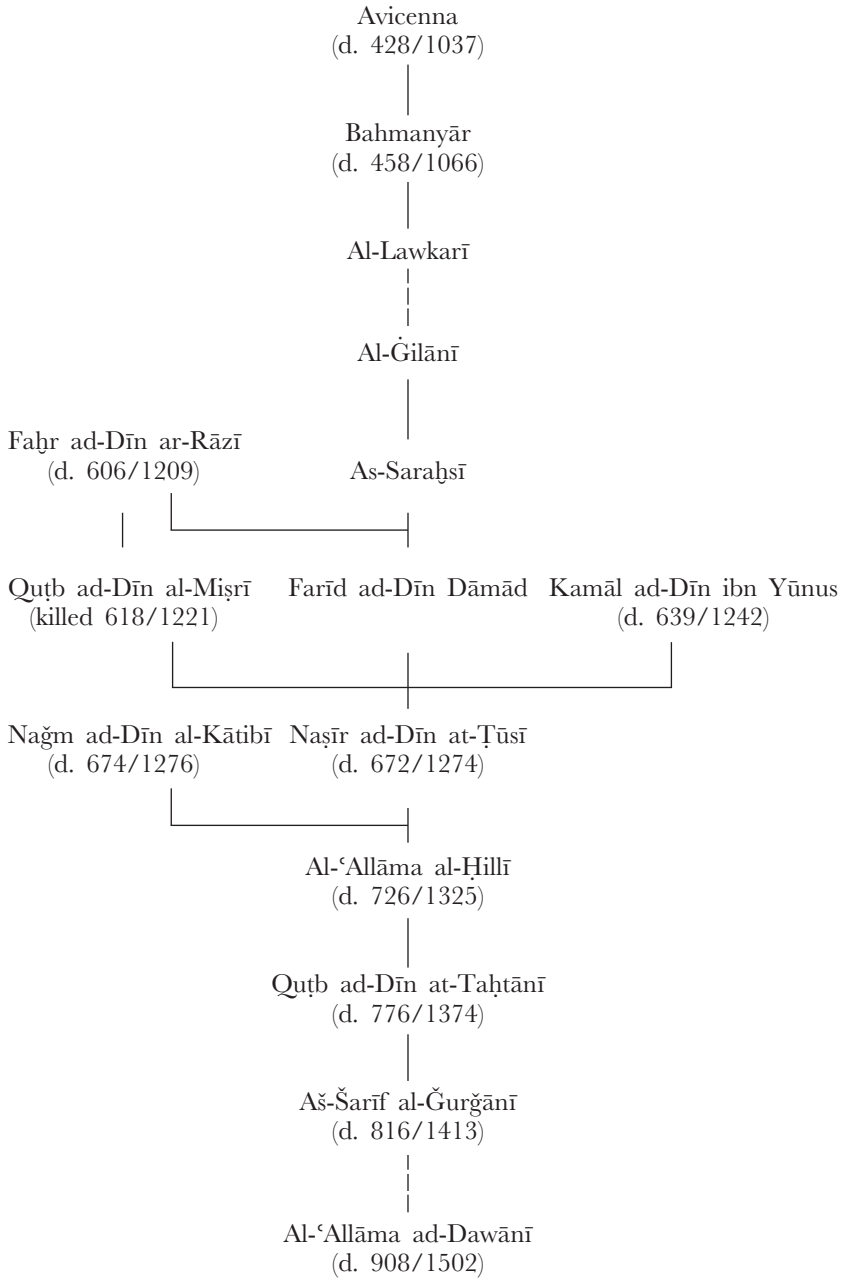 Avicenna
(d. 428/1037)
Bahmanyār
(d. 458/1066)
Al-Lawkarī
Al-Ġilānī
Faḫr ad-Dīn ar-Rāzī
(d. 606/1209)
As-Saraḫsī
Quṭb ad-Dīn al-Miṣrī Farīd ad-Dīn Dāmād Kamāl ad-Dīn ibn Yūnus
(killed 618/1221) (d. 639/1242)
Naǧm ad-Dīn al-Kātibī Naṣīr ad-Dīn at-Ṭūsī
(d. 674/1276) (d. 672/1274)
Al-ʿAllāma al-Ḥillī
(d. 726/1325)
Quṭb ad-Dīn at-Taḥtānī
(d. 776/1374)
Aš-Šarīf al-Ǧurǧānī
(d. 816/1413)
Al-ʿAllāma ad-Dawānī
(d. 908/1502)